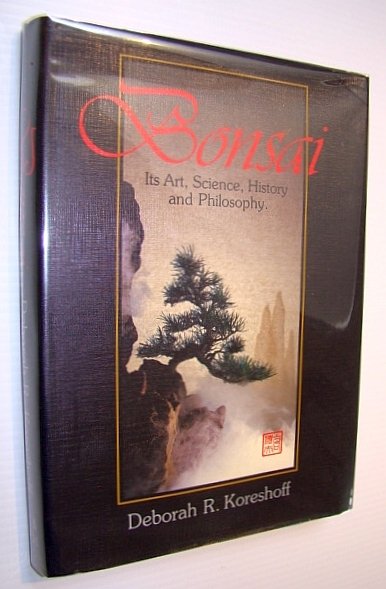 Bonsai
Its Art, Science, History
and Philosophy.
Deborah R. Koreshoff